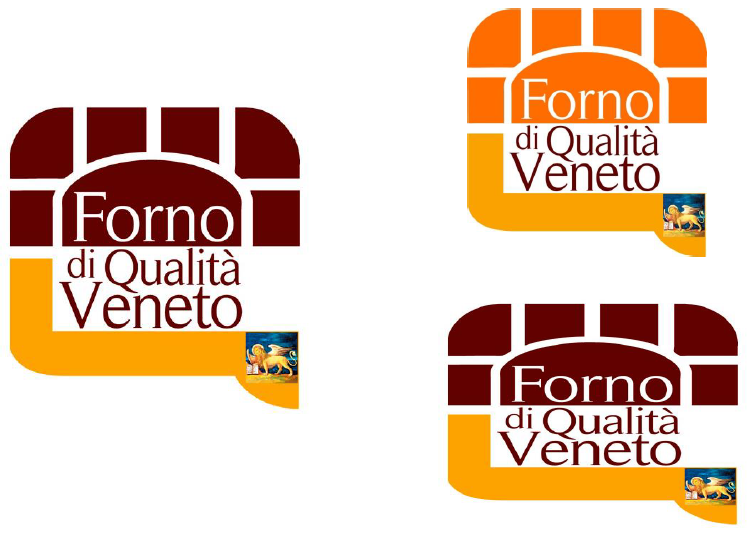 Forno
di Qualità
Veneto
Forno
di Qualità
Veneto
Forno
di Qualità
Veneto